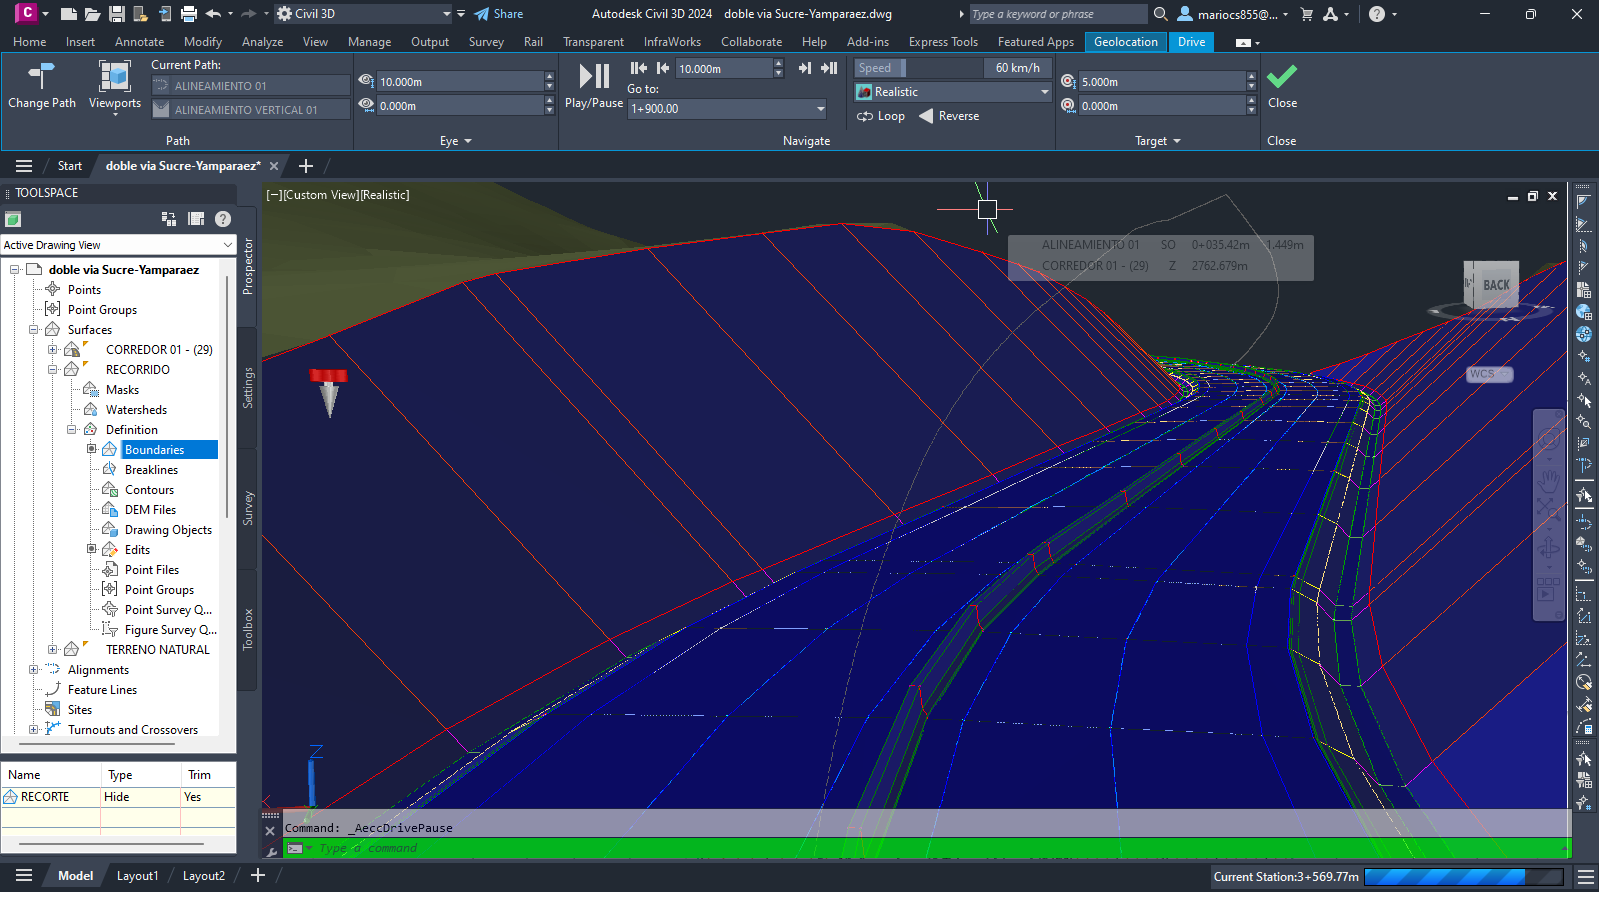 C
Civil 3D
Share
Autodesk Civil 3D 2024
doble via Sucre-Yamparaez.dwg
Type a keyword or phrase
mariocs855@...
Home
Insert
Annotate
Modify
Analyze
View
Manage
Output
Survey
Rail
Transparent
InfraWorks
Collaborate
Help
Add-ins
Express Tools
Featured Apps
Geolocation
Drive
Change Path
Viewports
Current Path:
ALINEAMIENTO 01
ALINEAMIENTO VERTICAL 01
Path
10.000m
0.000m
Eye
Play/Pause
10.000m
Go to:
1+900.00
Speed
60 km/h
Realistic
Loop
Reverse
Navigate
5.000m
0.000m
Target
Close
Close
Start
doble via Sucre-Yamparaez*
TOOLSPACE
Active Drawing View
doble via Sucre-Yamparaez
Points
Point Groups
Surfaces
CORREDOR 01 - (29)
RECORRIDO
Masks
Watersheds
Definition
Boundaries
Breaklines
Contours
DEM Files
Drawing Objects
Edits
Point Files
Point Groups
Point Survey Q...
Figure Survey Q...
TERRENO NATURAL
Alignments
Feature Lines
Sites
Turnouts and Crossovers
Prospector
Settings
Survey
Toolbox
Name Type Trim
RECORTE Hide Yes
[−][Custom View][Realistic]
ALINEAMIENTO 01 SO 0+035.42m 1.449m
CORREDOR 01 - (29) Z 2762.679m
BACK
WCS
Z
Command: _AeccDrivePause
Type a command
Model
Layout1
Layout2
Current Station:3+569.77m